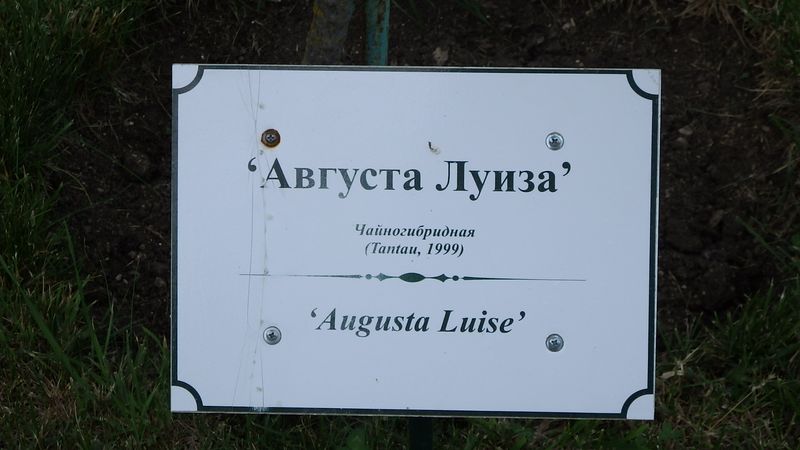 ‘Августа Луиза’
Чайногибридная
(Tantau, 1999)
‘Augusta Luise’